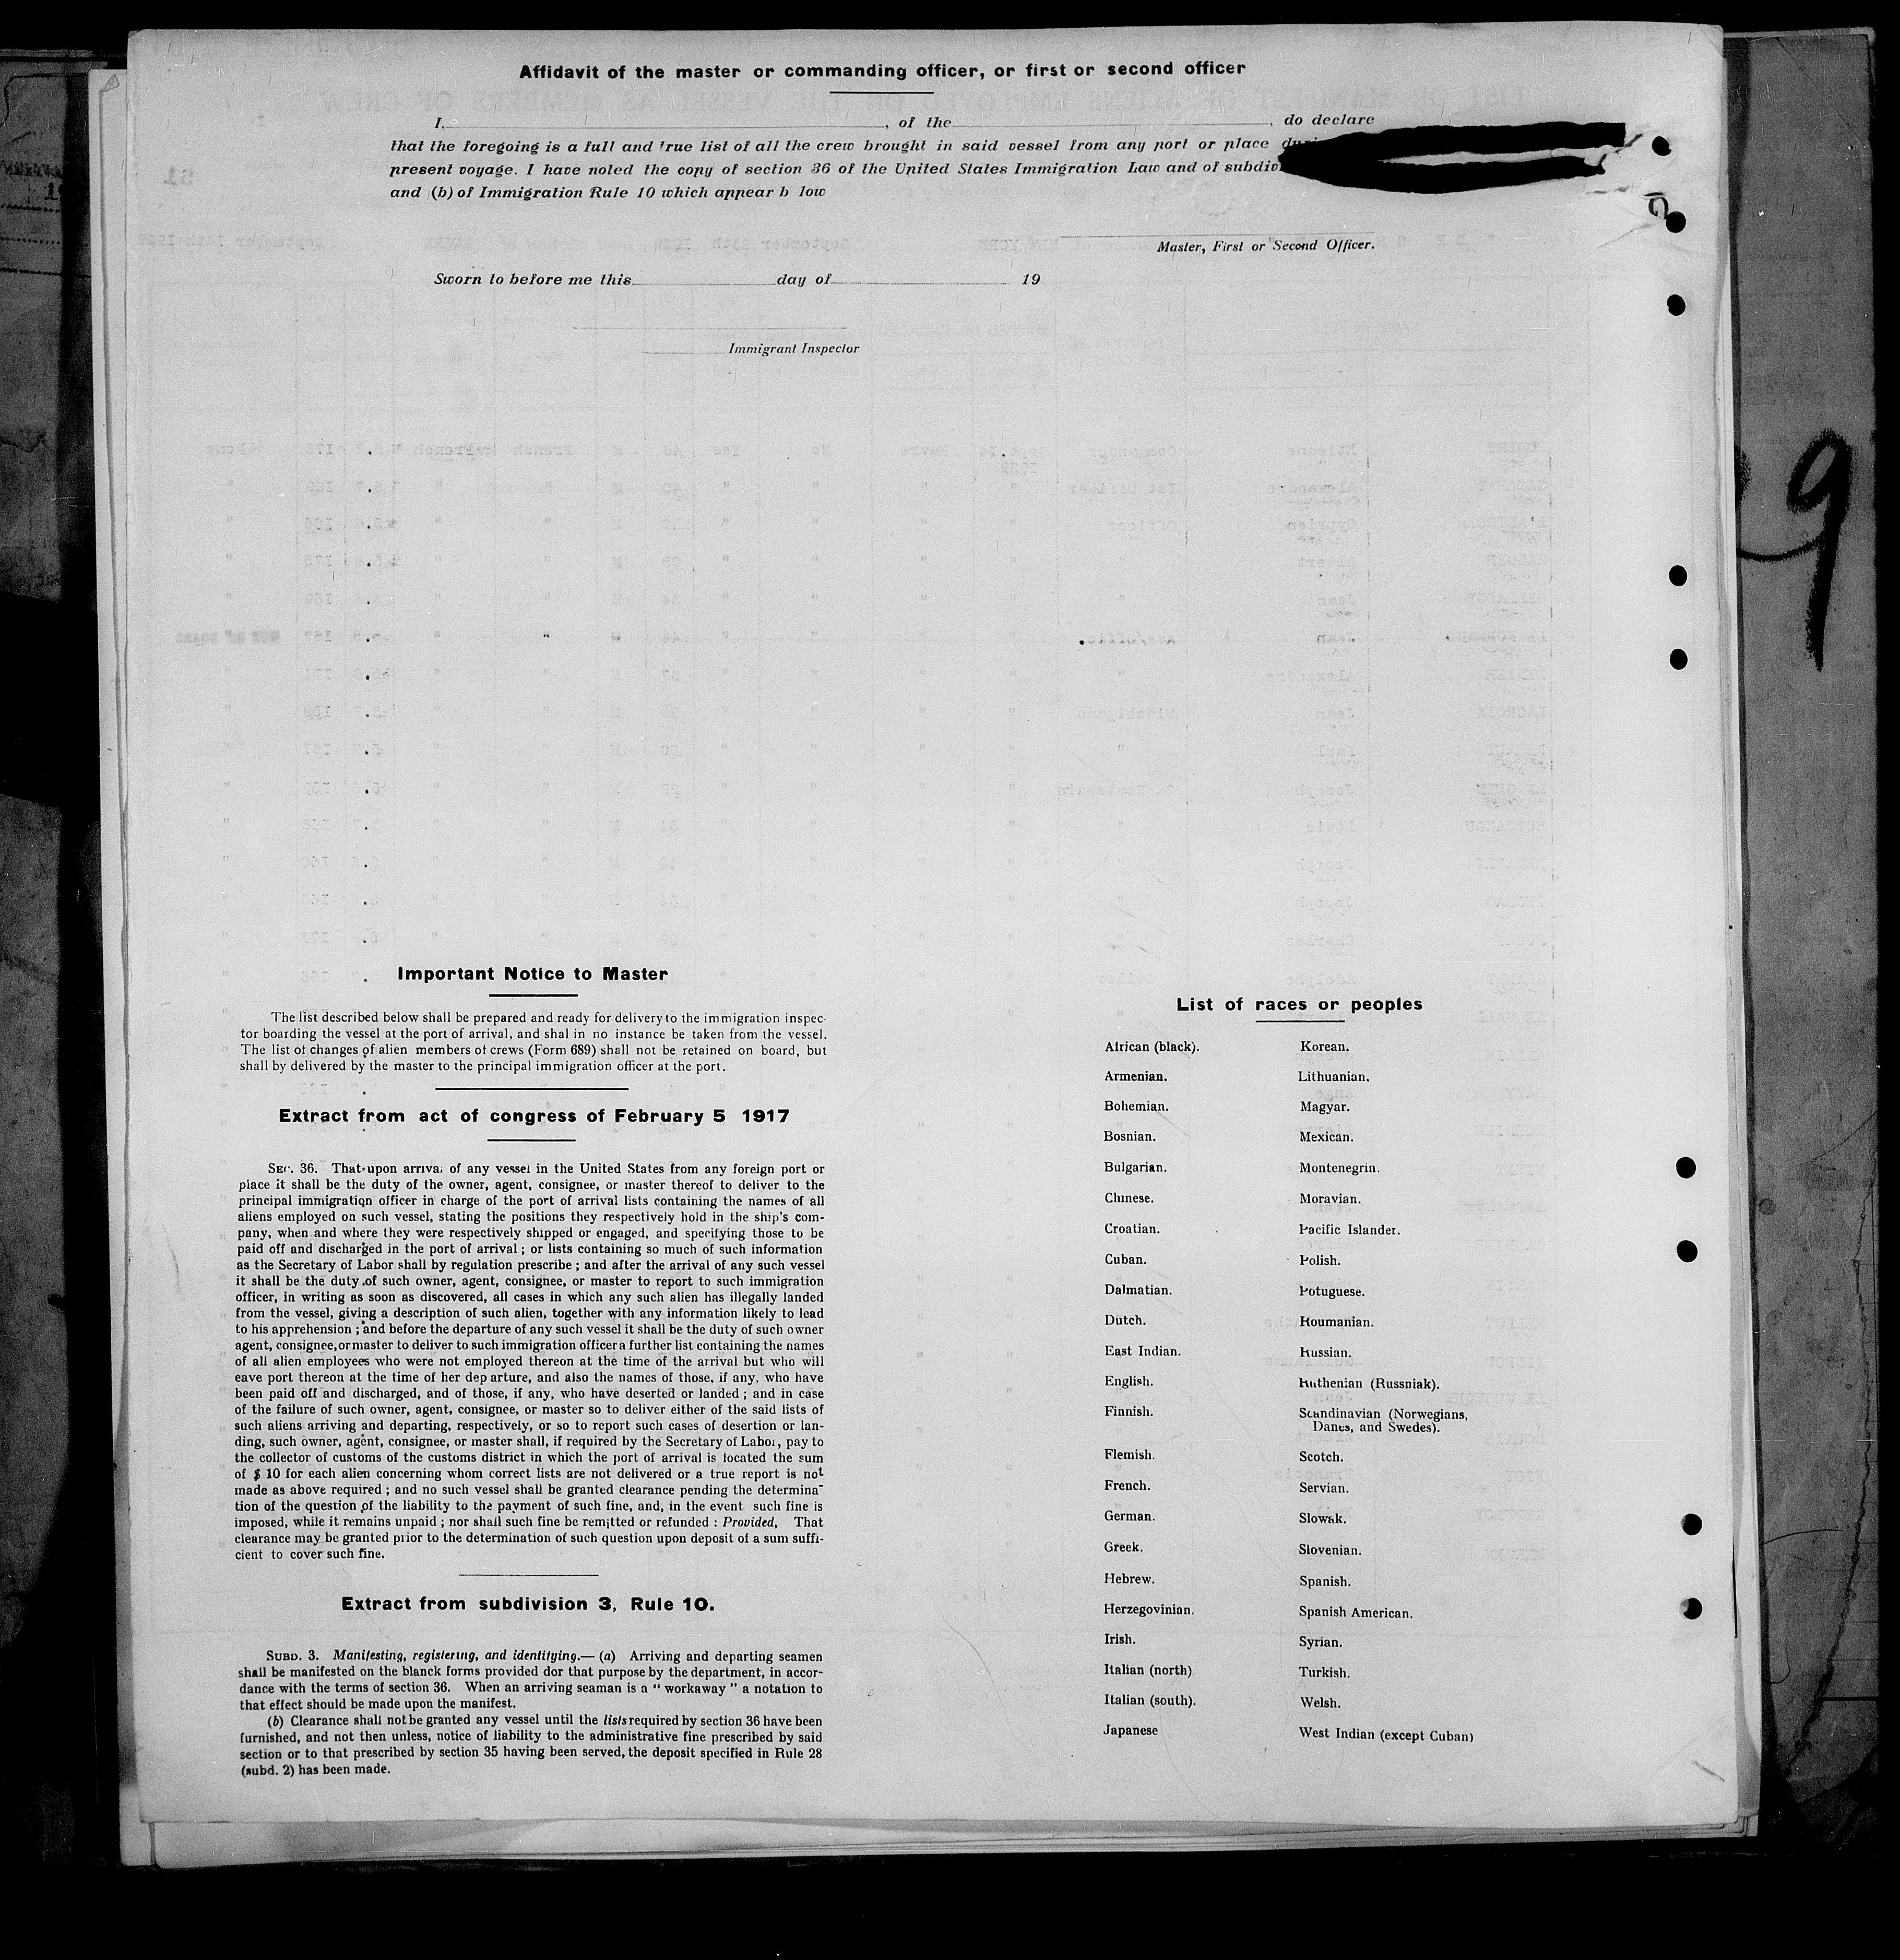 Affidavit of the master or commanding officer, or first or second officer
I, , of the , do declare
that the foregoing is a full and true list of all the crew brought in said vessel from any port or place
present voyage. I have noted the copy of section 36 of the United States Immigration Law and of
and (b) of Immigration Rule 10 which appear b low
Master, First or Second Officer.
Sworn to before me this day of 19
Immigrant Inspector
9
Important Notice to Master
The list described below shall be prepared and ready for delivery to the immigration inspec-
tor boarding the vessel at the port of arrival, and shal in no instance be taken from the vessel.
The list of changes of alien members of crews (Form 689) shall not be retained on board, but
shall by delivered by the master to the principal immigration officer at the port.
Extract from act of congress of February 5 1917
SEC. 36. That upon arrival of any vessel in the United States from any foreign port or
place it shall be the duty of the owner, agent, consignee, or master thereof to deliver to the
principal immigration officer in charge of the port of arrival lists containing the names of all
aliens employed on such vessel, stating the positions they respectively hold in the ship's com-
pany, when and where they were respectively shipped or engaged, and specifying those to be
paid off and discharged in the port of arrival ; or lists containing so much of such information
as the Secretary of Labor shall by regulation prescribe ; and after the arrival of any such vessel
it shall be the duty of such owner, agent, consignee, or master to report to such immigration
officer, in writing as soon as discovered, all cases in which any such alien has illegally landed
from the vessel, giving a description of such alien, together with any information likely to lead
to his apprehension ; and before the departure of any such vessel it shall be the duty of such owner
agent, consignee, or master to deliver to such immigration officer a further list containing the names
of all alien employees who were not employed thereon at the time of the arrival but who will
eave port thereon at the time of her dep arture, and also the names of those, if any, who have
been paid off and discharged, and of those, if any, who have deserted or landed ; and in case
of the failure of such owner, agent, consignee, or master so to deliver either of the said lists of
such aliens arriving and departing, respectively, or so to report such cases of desertion or lan-
ding, such owner, agent, consignee, or master shall, if required by the Secretary of Labor, pay to
the collector of customs of the customs district in which the port of arrival is located the sum
of $ 10 for each alien concerning whom correct lists are not delivered or a true report is not
made as above required ; and no such vessel shall be granted clearance pending the determina-
tion of the question of the liability to the payment of such fine, and, in the event such fine is
imposed, while it remains unpaid ; nor shall such fine be remitted or refunded : Provided, That
clearance may be granted prior to the determination of such question upon deposit of a sum suffi-
cient to cover such fine.
Extract from subdivision 3, Rule 10.
SUBD. 3. Manifesting, registering, and identifying.— (a) Arriving and departing seamen
shall be manifested on the blanck forms provided dor that purpose by the department, in accor-
dance with the terms of section 36. When an arriving seaman is a “ workaway ” a notation to
that effect should be made upon the manifest.
(b) Clearance shall not be granted any vessel until the lists required by section 36 have been
furnished, and not then unless, notice of liability to the administrative fine prescribed by said
section or to that prescribed by section 35 having been served, the deposit specified in Rule 28
(subd. 2) has been made.
List of races or peoples
African (black).
Armenian.
Bohemian.
Bosnian.
Bulgarian.
Chinese.
Croatian.
Cuban.
Dalmatian.
Dutch.
East Indian.
English.
Finnish.
Flemish.
French.
German.
Greek.
Hebrew.
Herzegovinian.
Irish.
Italian (north)
Italian (south).
Japanese
Korean.
Lithuanian.
Magyar.
Mexican.
Montenegrin.
Moravian.
Pacific Islander.
Polish.
Potuguese.
Roumanian.
Russian.
Ruthenian (Russniak).
Scandinavian (Norwegians,
Danes, and Swedes).
Scotch.
Servian.
Slowak.
Slovenian.
Spanish.
Spanish American.
Syrian.
Turkish.
Welsh.
West Indian (except Cuban)